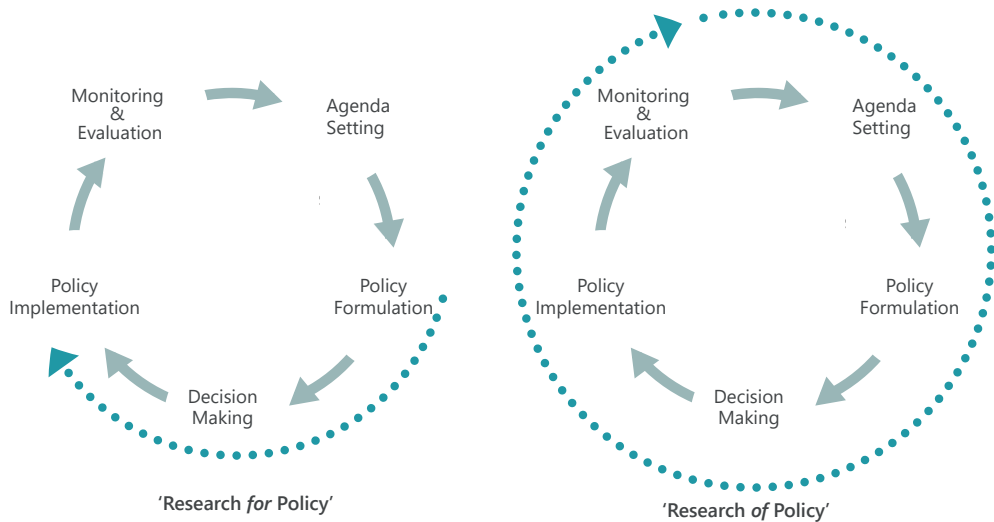 Monitoring
&
Evaluation
Agenda
Setting
Policy
Formulation
Decision
Making
Policy
Implementation
'Research for Policy'
Monitoring
&
Evaluation
Agenda
Setting
Policy
Formulation
Decision
Making
Policy
Implementation
'Research of Policy'